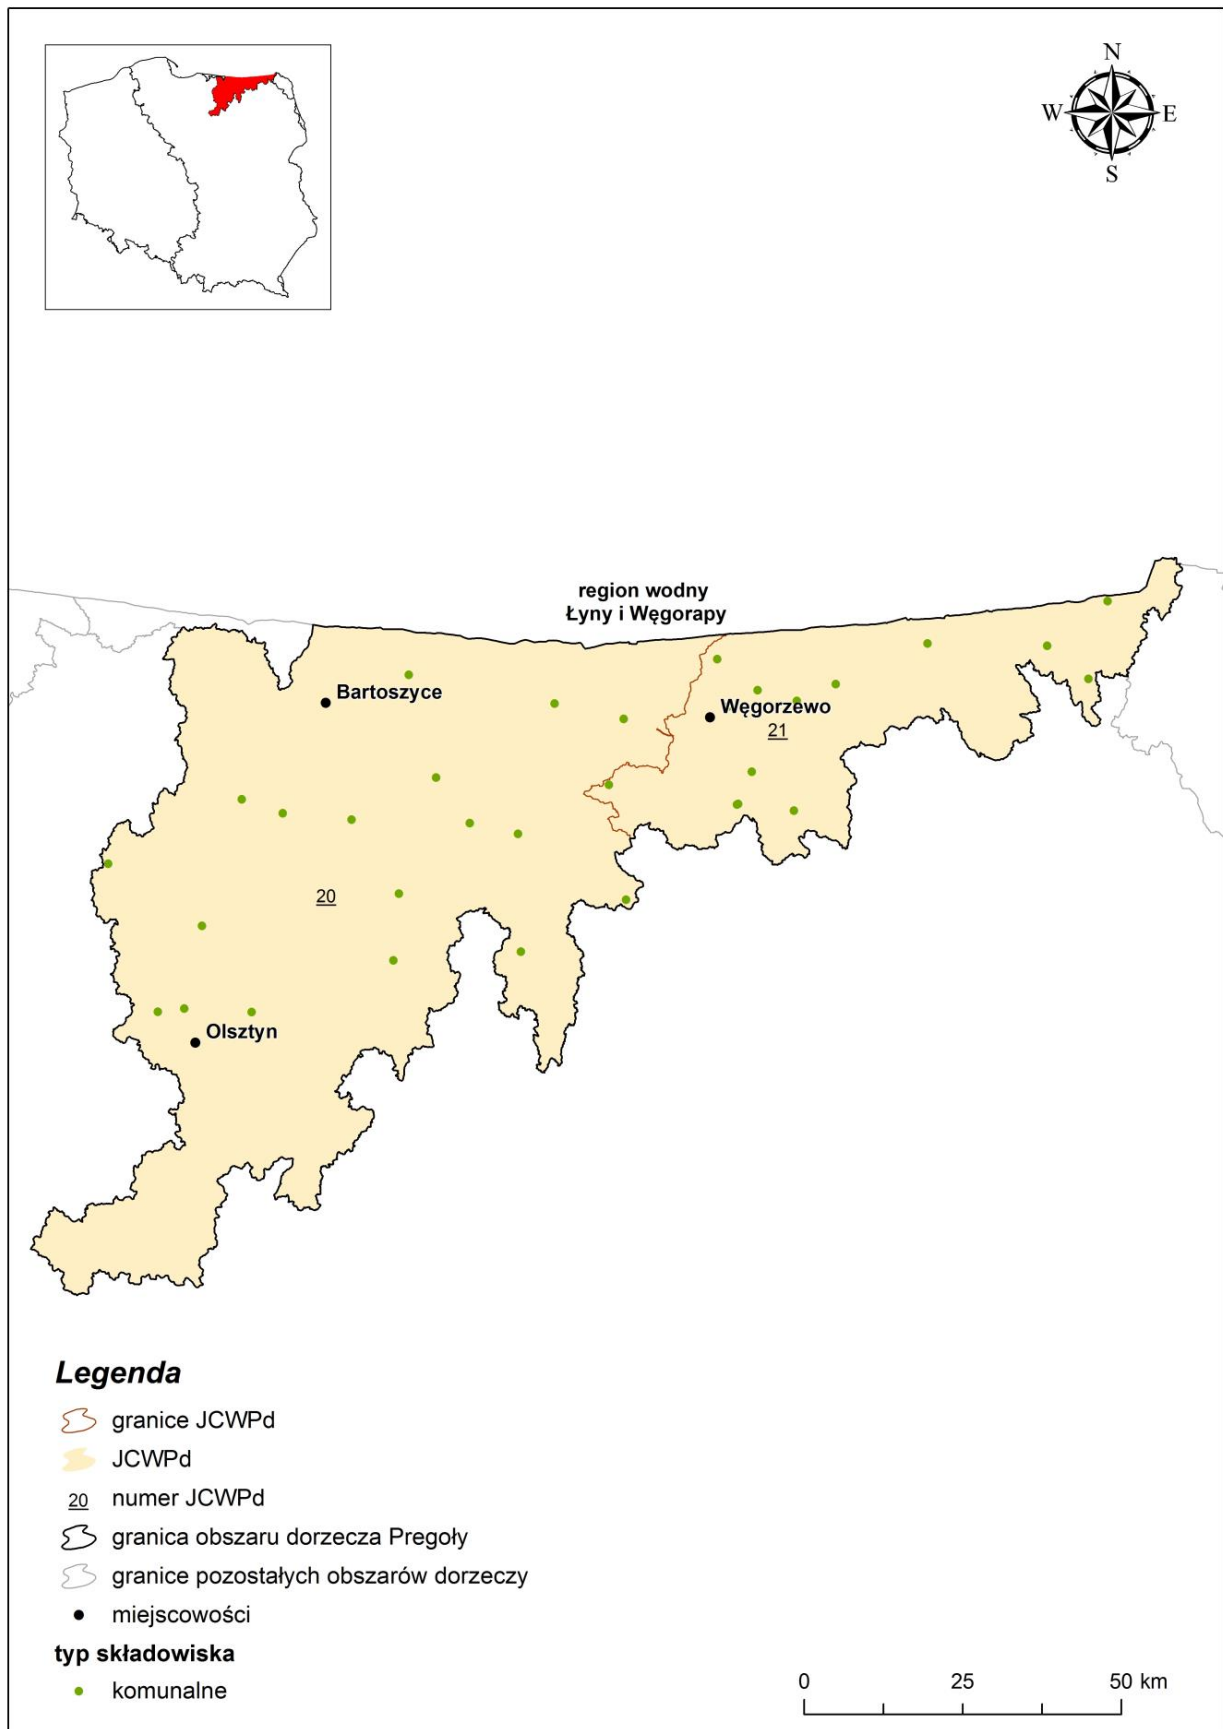 N
W E
S
region wodny
Łyny i Węgorapy
Bartoszyce
Węgorzewo
21
20
Olsztyn
Legenda
granice JCWPd
JCWPd
20 numer JCWPd
granica obszaru dorzecza Pregoły
granice pozostałych obszarów dorzeczy
miejscowości
typ składowiska
komunalne
0 25 50 km